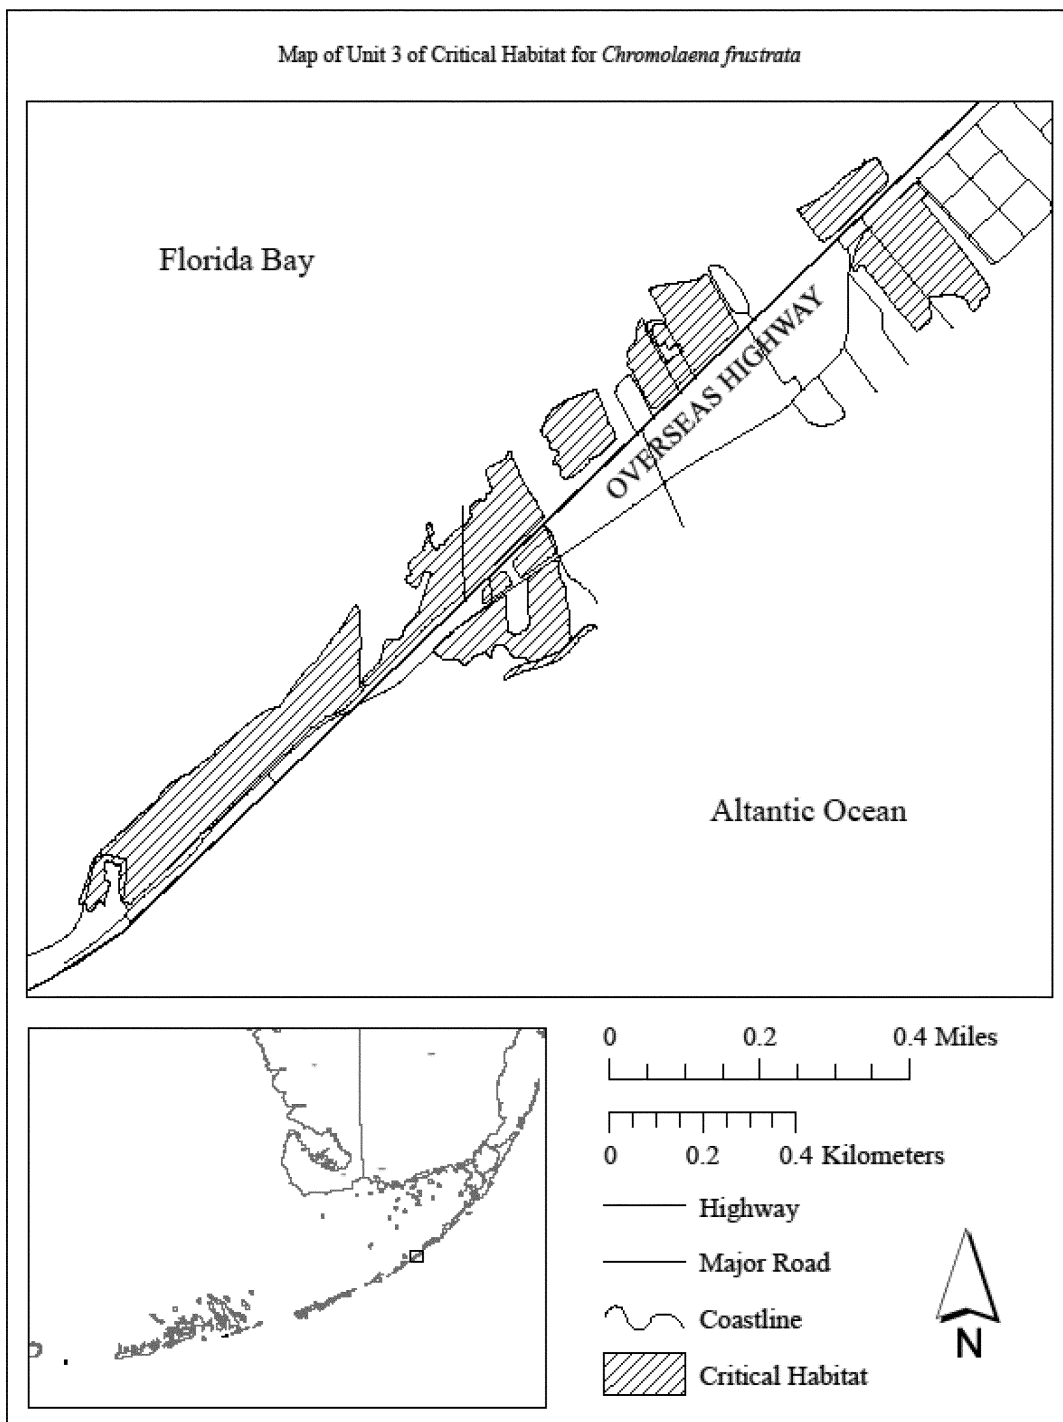 Map of Unit 3 of Critical Habitat for Chromolaena frustrata
Florida Bay
OVERSEAS HIGHWAY
Altantic Ocean
0 0.2 0.4 Miles
0 0.2 0.4 Kilometers
Highway
Major Road
Coastline
Critical Habitat
N